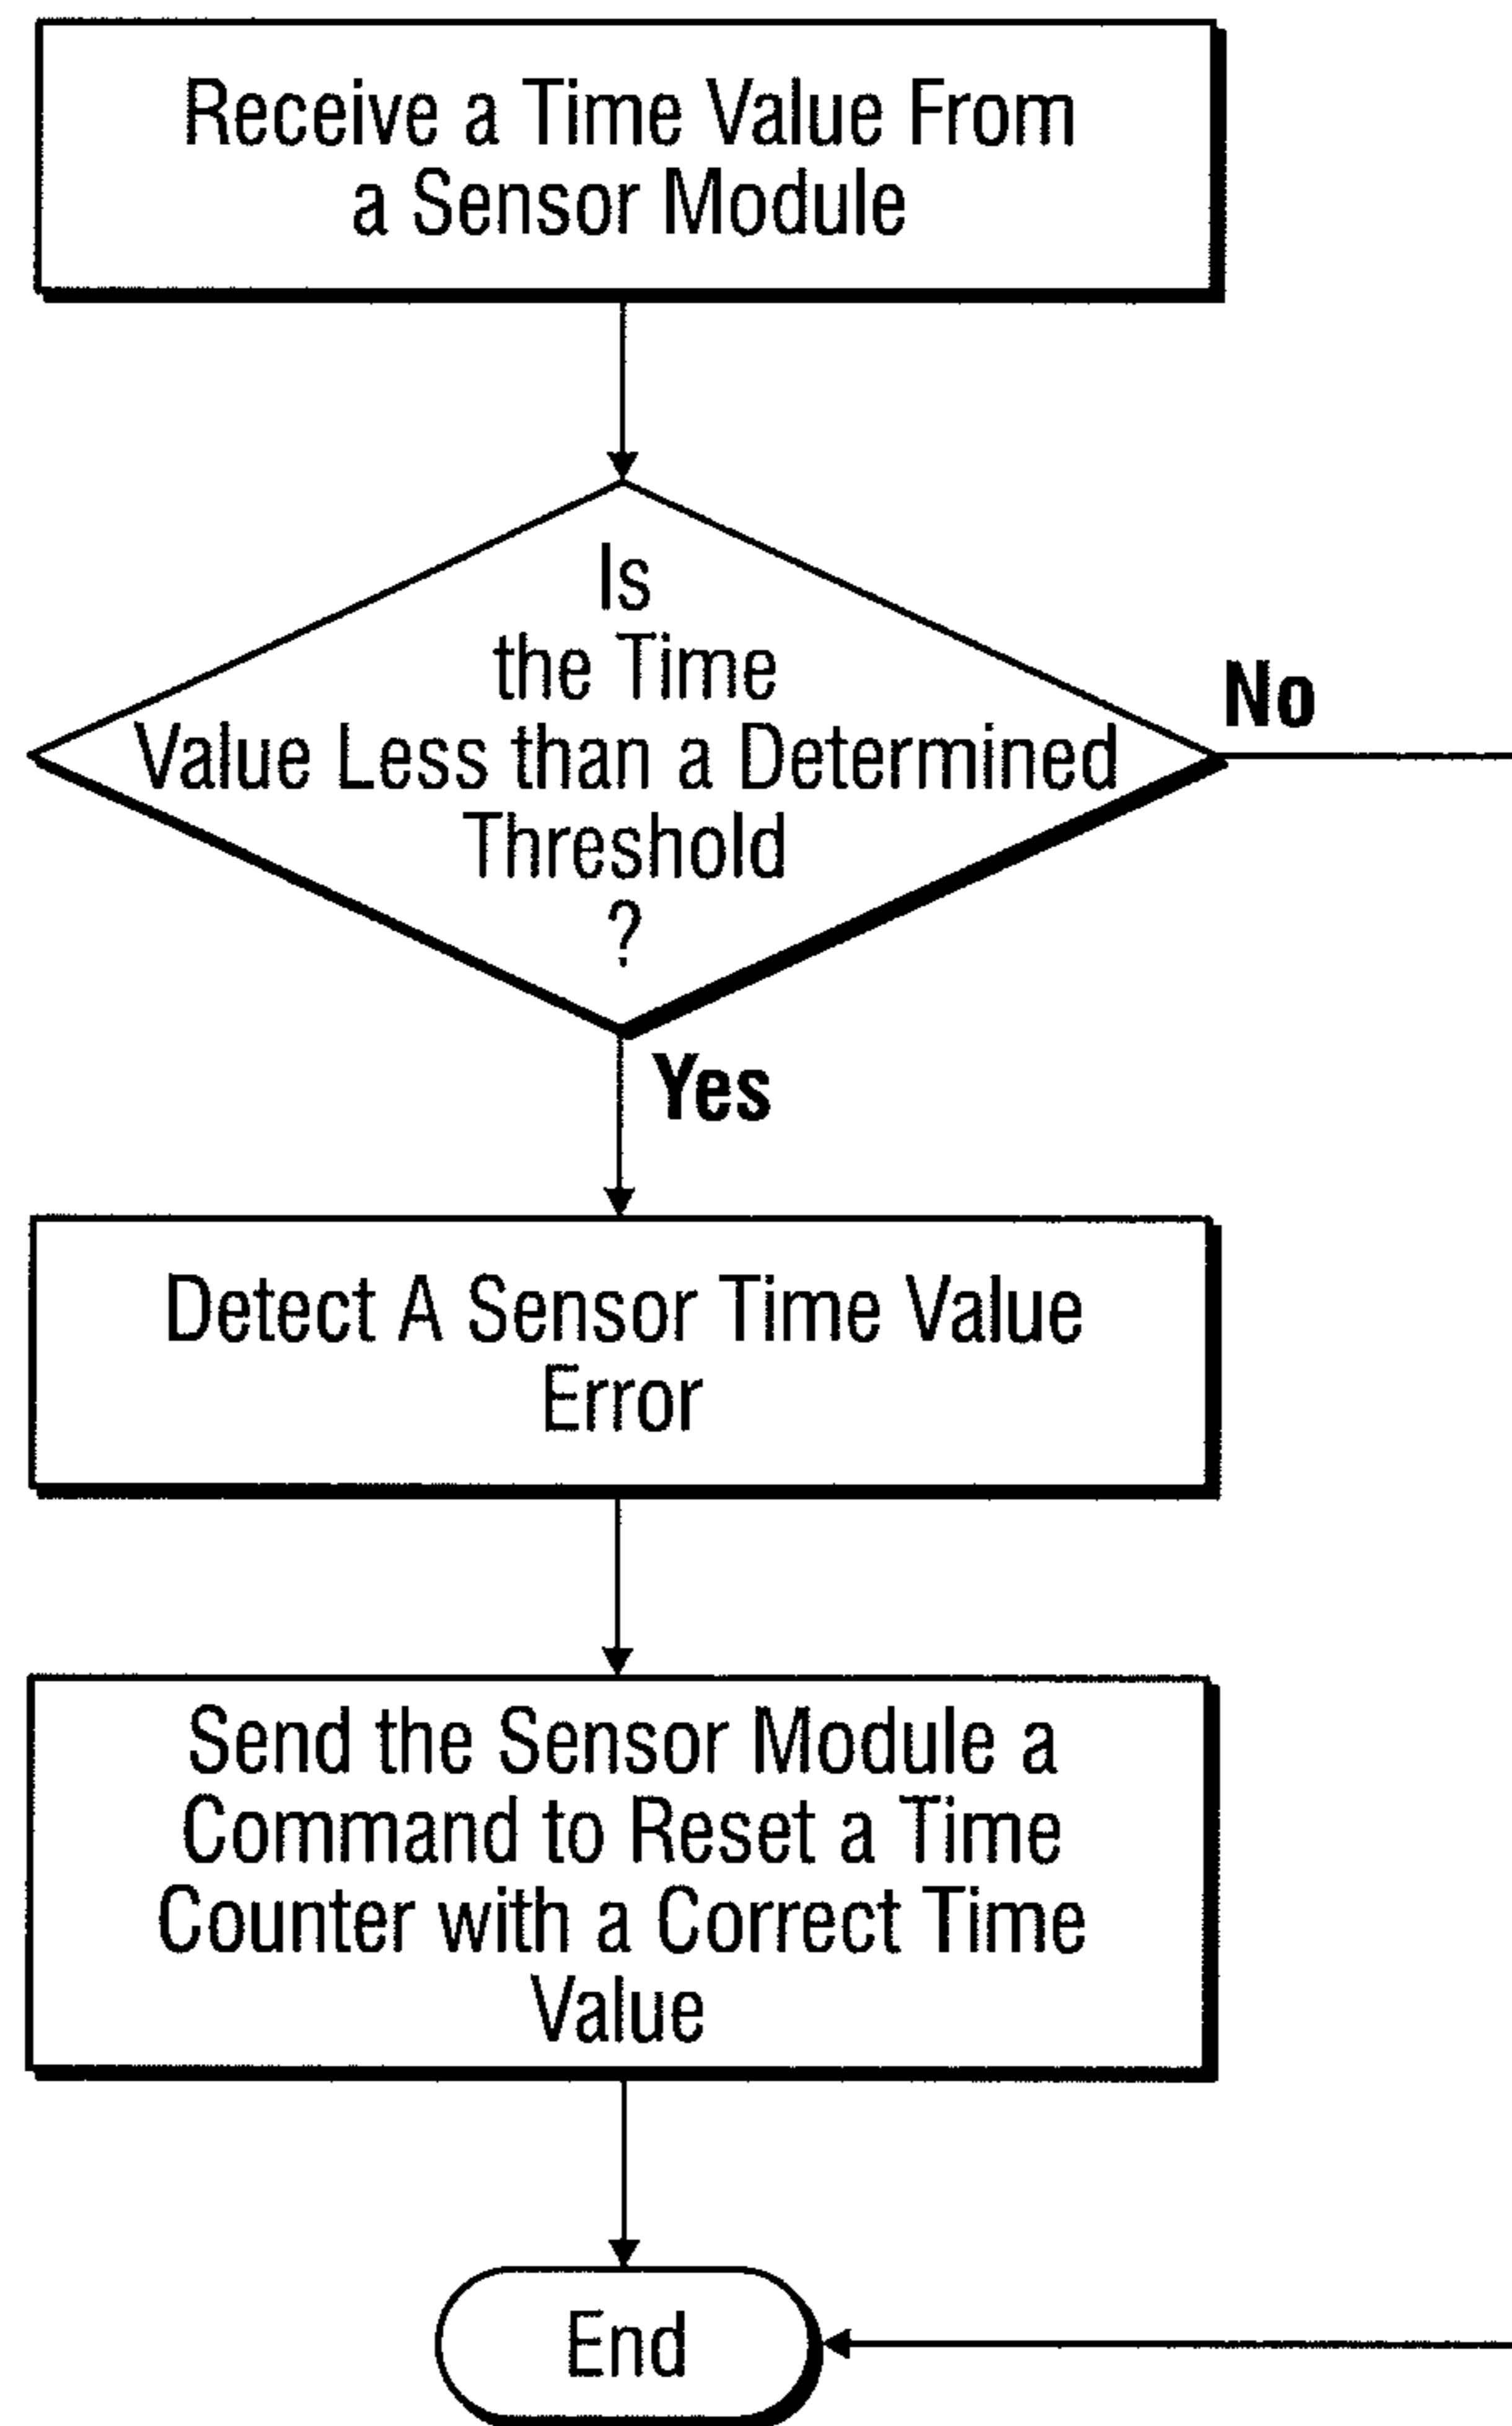 Receive a Time Value From
a Sensor Module
Is
the Time
Value Less than a Determined
Threshold
?
No
Yes
Detect A Sensor Time Value
Error
Send the Sensor Module a
Command to Reset a Time
Counter with a Correct Time
Value
End